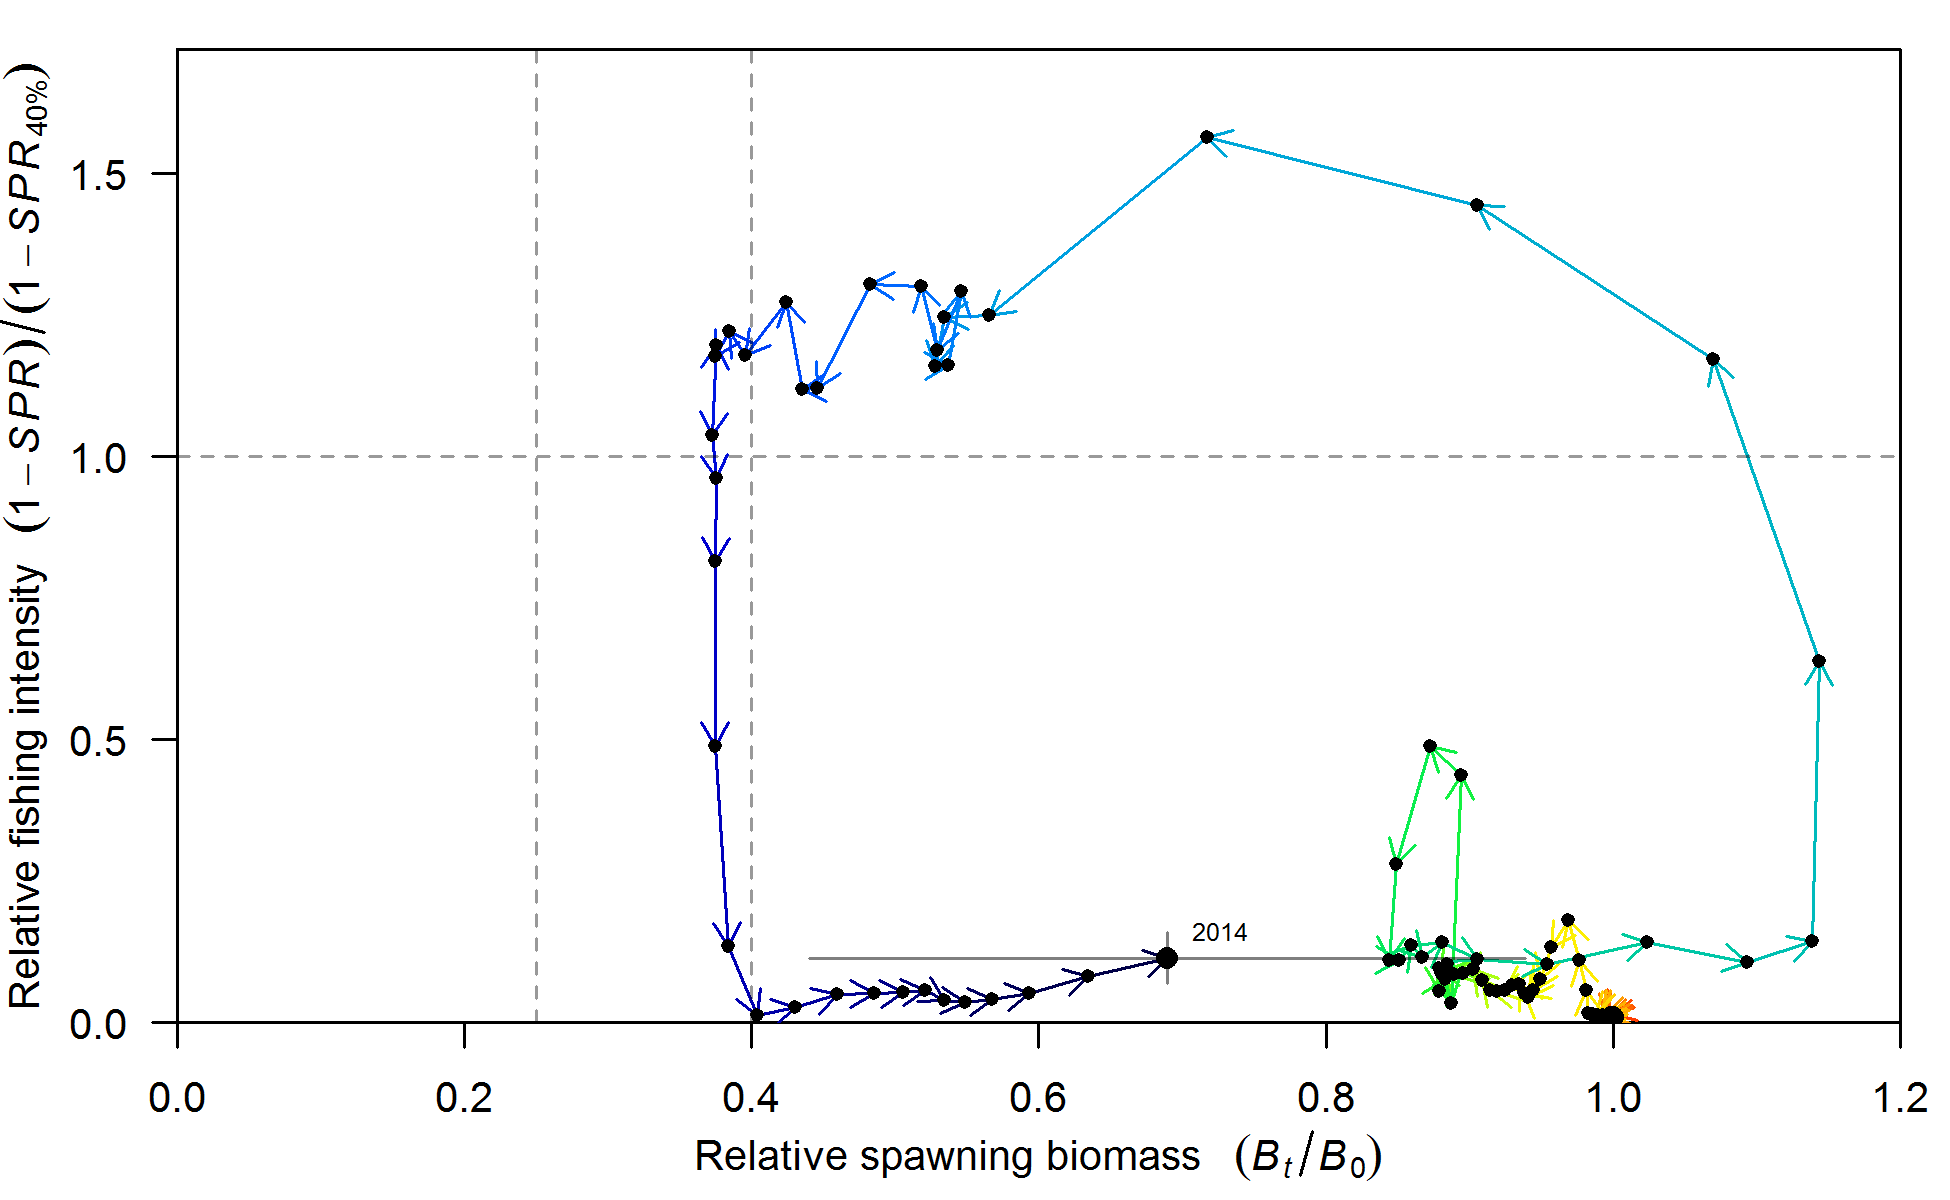 Relative fishing intensity (1 − SPR)/(1 − SPR40%)
1.5
1.0
0.5
0.0
2014
0.0 0.2 0.4 0.6 0.8 1.0 1.2
Relative spawning biomass (Bt/B0)